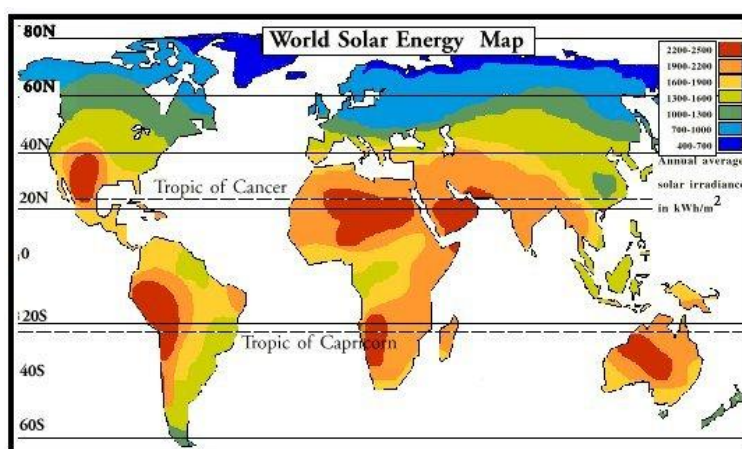 80N
World Solar Energy Map
2200-2500
1900-2200
1600-1900
1300-1600
1000-1300
700-1000
400-700
60N
40N
Annual average
solar irradiance
in kWh/m2
Tropic of Cancer
20N
0
20S
Tropic of Capricorn
40S
60S